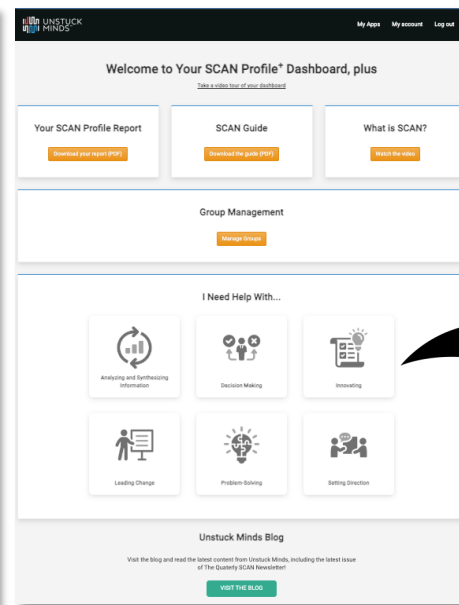 UNSTUCK
MINDS™
My Apps My account Log out
Welcome to Your SCAN Profile⁺ Dashboard, plus
Take a video tour of your dashboard
Your SCAN Profile Report
Download your report (PDF)
SCAN Guide
Download the guide (PDF)
What is SCAN?
Watch the video
Group Management
Manage Groups
I Need Help With...
Analyzing and Synthesizing
Information
Decision Making
Innovating
Leading Change
Problem-Solving
Setting Direction
Unstuck Minds Blog
Visit the blog and read the latest content from Unstuck Minds, including the latest issue
of The Quaterly SCAN Newsletter!
VISIT THE BLOG